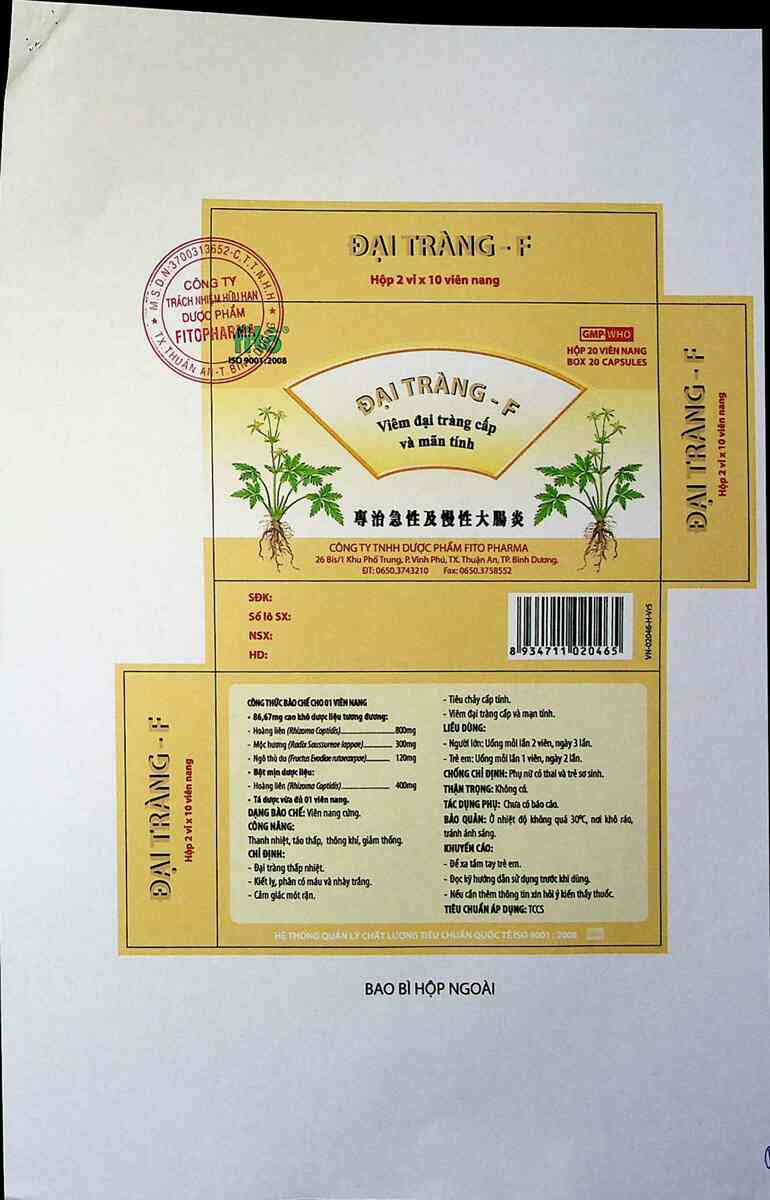 ĐẠI TRÀNG - F
Hộp 2 vỉ x 10 viên nang
M.S.D.N:3700313652-C.T.T.N.H.H
CÔNG TY
TRÁCH NHIỆM HỮU HẠN
DƯỢC PHẨM
FITOPHARMA
TX.THUẬN AN-T. BÌNH DƯƠNG
fito®
ISO 9001:2008
GMP-WHO
HỘP 20 VIÊN NANG
BOX 20 CAPSULES
ĐẠI TRÀNG - F
Viêm đại tràng cấp
và mãn tính
專治急性及慢性大腸炎
CÔNG TY TNHH DƯỢC PHẨM FITO PHARMA
26 Bis/1 Khu Phố Trung, P. Vĩnh Phú, TX. Thuận An, TP. Bình Dương.
ĐT: 0650.3743210 Fax: 0650.3758552
ĐẠI TRÀNG - F
Hộp 2 vỉ x 10 viên nang
SĐK:
Số lô SX:
NSX:
HD:
8 934711 020465
VH-02046-H-Vr5
ĐẠI TRÀNG - F
Hộp 2 vỉ x 10 viên nang
CÔNG THỨC BÀO CHẾ CHO 01 VIÊN NANG
• 86,67mg cao khô dược liệu tương đương:
- Hoàng liên (Rhizoma Coptidis)....................800mg
- Mộc hương (Radix Saussureae lappae)..............300mg
- Ngô thù du (Fructus Evodiae rutaecarpae)...........120mg
• Bột mịn dược liệu:
- Hoàng liên (Rhizoma Coptidis)....................400mg
• Tá dược vừa đủ 01 viên nang.
DẠNG BÀO CHẾ: Viên nang cứng.
CÔNG NĂNG:
Thanh nhiệt, táo thấp, thông khí, giảm thống.
CHỈ ĐỊNH:
- Đại tràng thấp nhiệt.
- Kiết lỵ, phân có máu và nhày trắng.
- Cảm giác mót rặn.
- Tiêu chảy cấp tính.
- Viêm đại tràng cấp và mạn tính.
LIỀU DÙNG:
- Người lớn: Uống mỗi lần 2 viên, ngày 3 lần.
- Trẻ em: Uống mỗi lần 1 viên, ngày 2 lần.
CHỐNG CHỈ ĐỊNH: Phụ nữ có thai và trẻ sơ sinh.
THẬN TRỌNG: Không có.
TÁC DỤNG PHỤ: Chưa có báo cáo.
BẢO QUẢN: Ở nhiệt độ không quá 30°C, nơi khô ráo,
tránh ánh sáng.
KHUYẾN CÁO:
- Để xa tầm tay trẻ em.
- Đọc kỹ hướng dẫn sử dụng trước khi dùng.
- Nếu cần thêm thông tin xin hỏi ý kiến thầy thuốc.
TIÊU CHUẨN ÁP DỤNG: TCCS
HỆ THỐNG QUẢN LÝ CHẤT LƯỢNG TIÊU CHUẨN QUỐC TẾ ISO 9001 : 2008
BAO BÌ HỘP NGOÀI